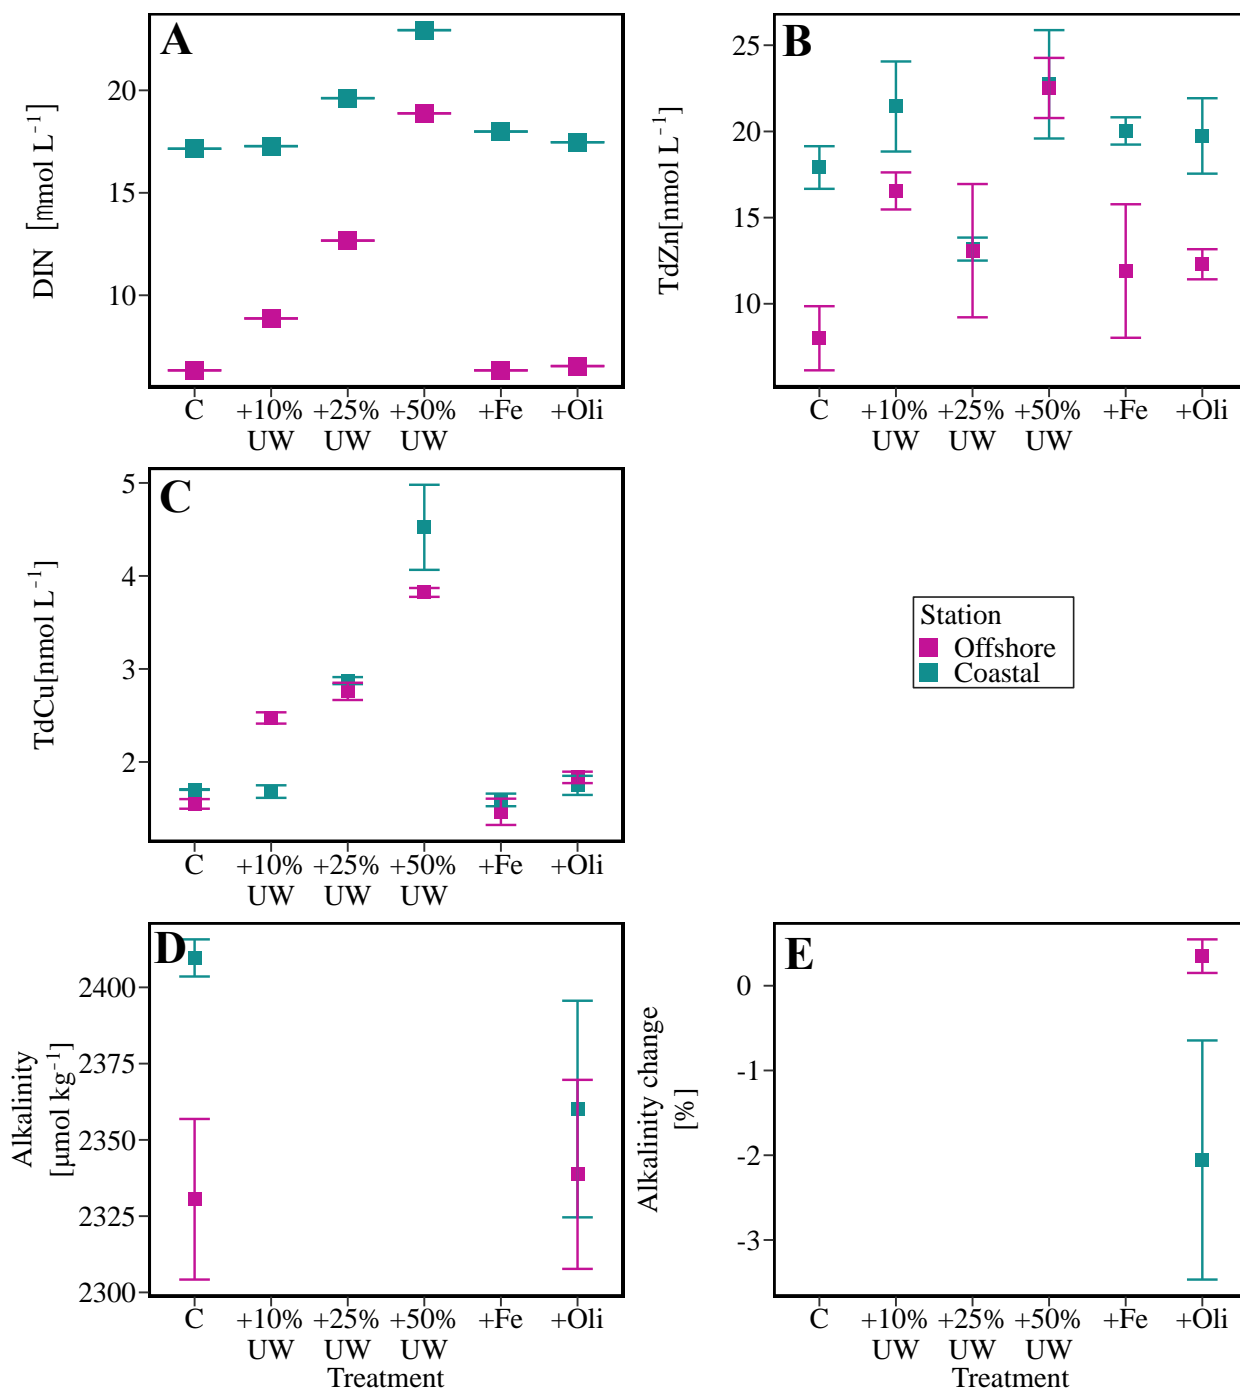 A
DIN [mmol L⁻¹]
20
15
10
C +10% +25% +50% +Fe +Oli
UW UW UW
B
TdZn[nmol L⁻¹]
25
20
15
10
C +10% +25% +50% +Fe +Oli
UW UW UW
C
TdCu[nmol L⁻¹]
5
4
3
2
C +10% +25% +50% +Fe +Oli
UW UW UW
Station
Offshore
Coastal
D
Alkalinity
[µmol kg⁻¹]
2400
2375
2350
2325
2300
C +10% +25% +50% +Fe +Oli
UW UW UW
Treatment
E
Alkalinity change
[%]
0
-1
-2
-3
C +10% +25% +50% +Fe +Oli
UW UW UW
Treatment